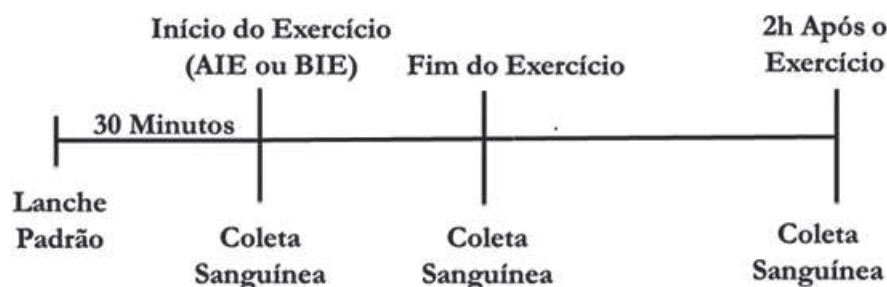 Início do Exercício
(AIE ou BIE)
Fim do Exercício
2h Após o
Exercício
30 Minutos
Lanche
Padrão
Coleta
Sanguínea
Coleta
Sanguínea
Coleta
Sanguínea